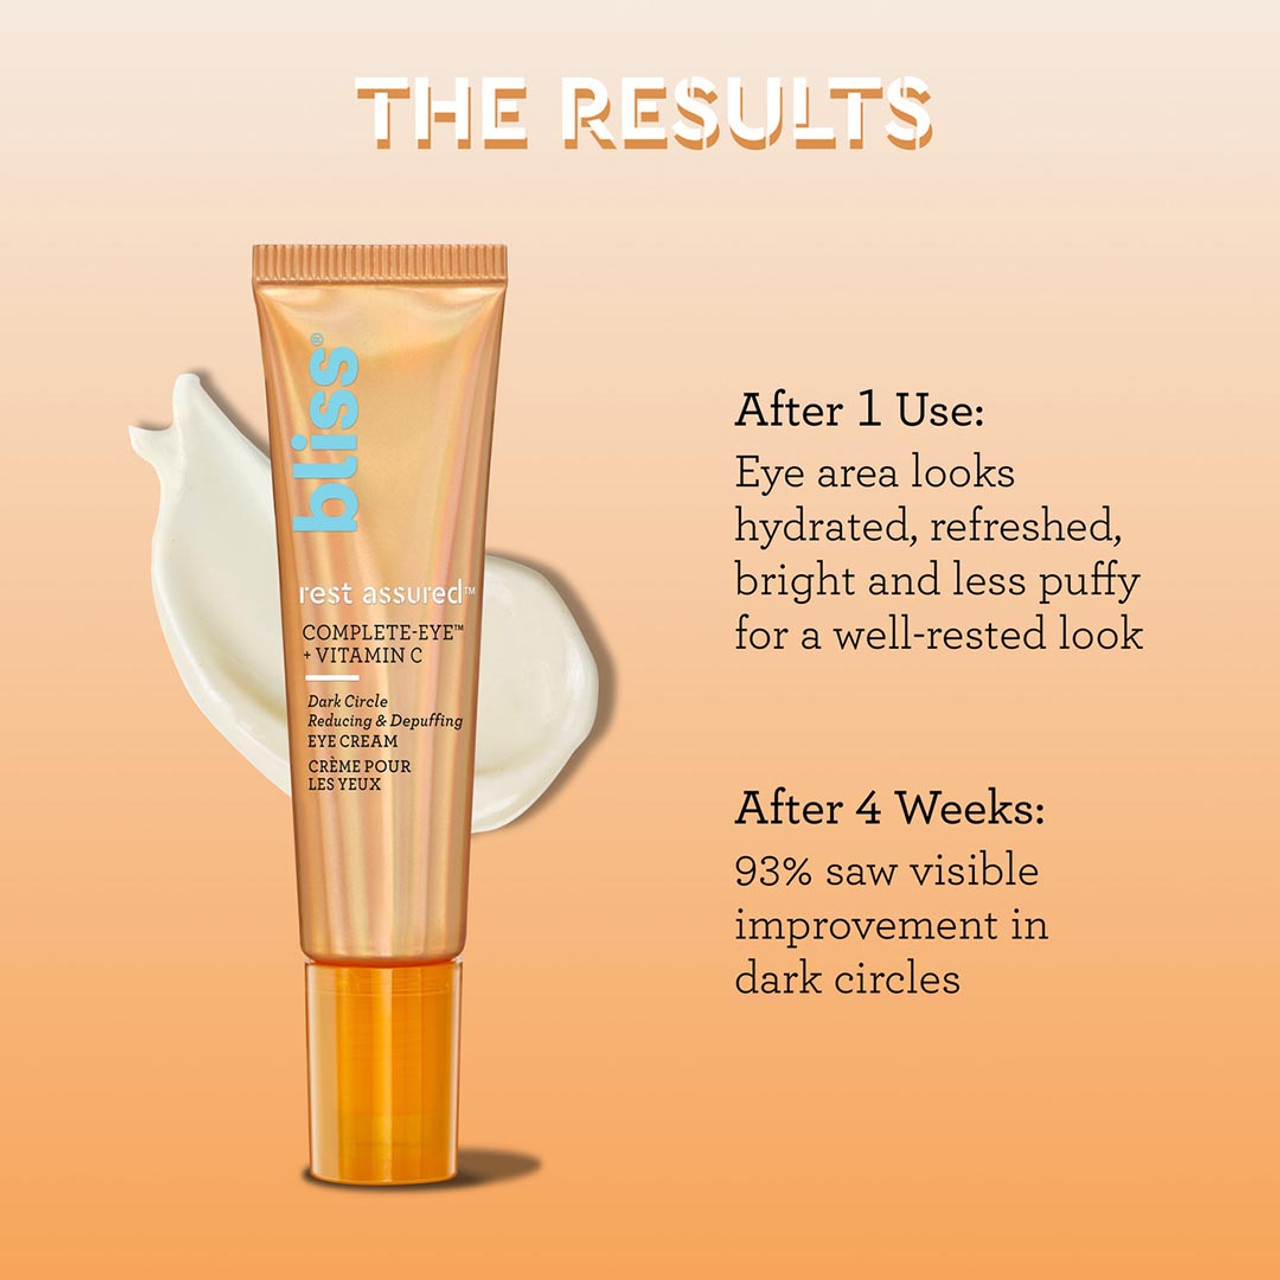 THE RESULTS
bliss®
rest assured™
COMPLETE-EYE™
+ VITAMIN C
Dark Circle
Reducing & Depuffing
EYE CREAM
CRÈME POUR
LES YEUX
After 1 Use:
Eye area looks
hydrated, refreshed,
bright and less puffy
for a well-rested look
After 4 Weeks:
93% saw visible
improvement in
dark circles